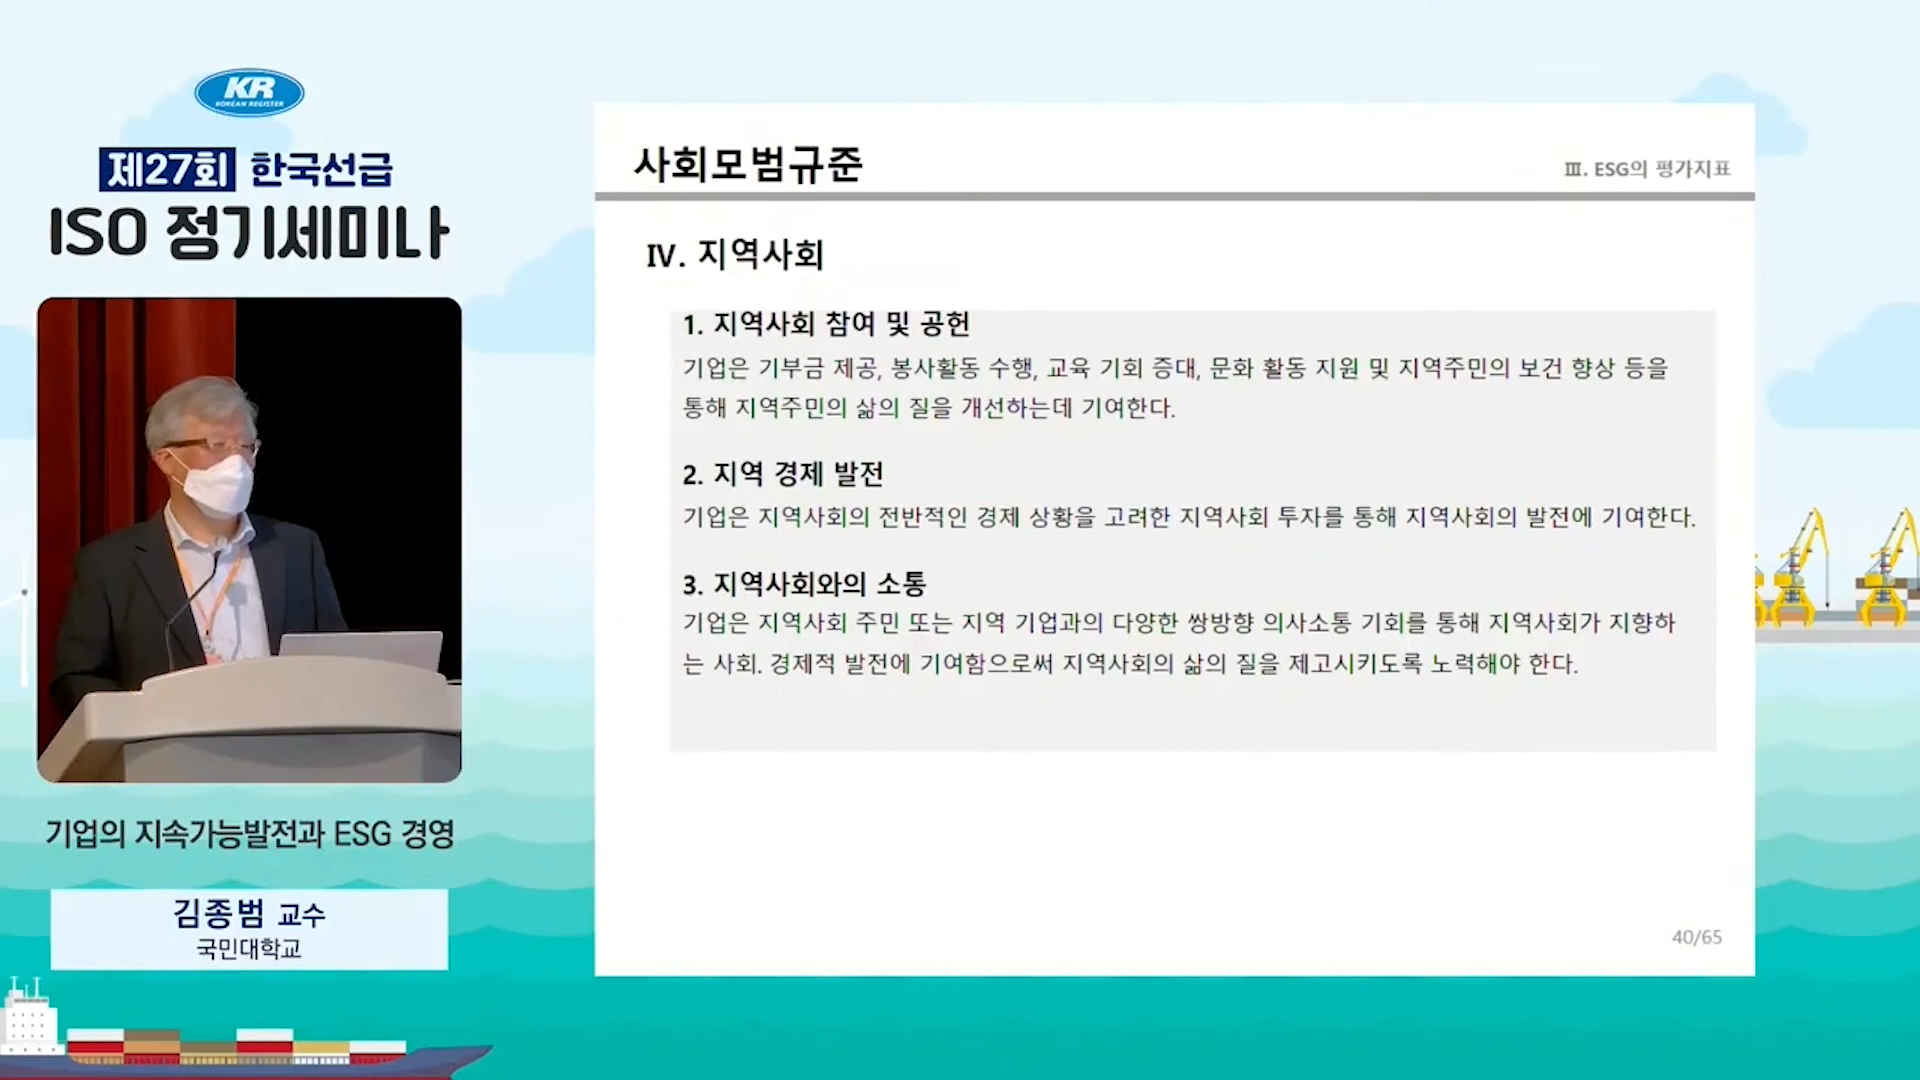 KR
KOREAN REGISTER
제27회 한국선급
ISO 정기세미나
기업의 지속가능발전과 ESG 경영
김종범 교수
국민대학교
사회모범규준
Ⅲ. ESG의 평가지표
Ⅳ. 지역사회
1. 지역사회 참여 및 공헌
기업은 기부금 제공, 봉사활동 수행, 교육 기회 증대, 문화 활동 지원 및 지역주민의 보건 향상 등을
통해 지역주민의 삶의 질을 개선하는데 기여한다.
2. 지역 경제 발전
기업은 지역사회의 전반적인 경제 상황을 고려한 지역사회 투자를 통해 지역사회의 발전에 기여한다.
3. 지역사회와의 소통
기업은 지역사회 주민 또는 지역 기업과의 다양한 쌍방향 의사소통 기회를 통해 지역사회가 지향하
는 사회. 경제적 발전에 기여함으로써 지역사회의 삶의 질을 제고시키도록 노력해야 한다.
40/65